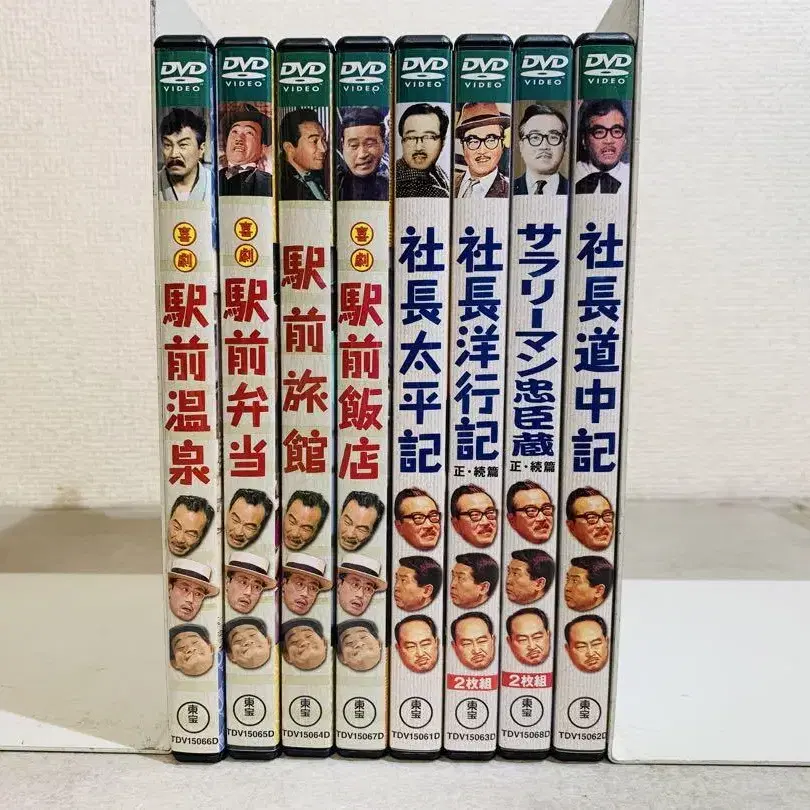 DVD
VIDEO
喜劇
駅前温泉
東宝
TDV15066D
DVD
VIDEO
喜劇
駅前弁当
東宝
TDV15065D
DVD
VIDEO
駅前旅館
東宝
TDV15064D
DVD
VIDEO
喜劇
駅前飯店
東宝
TDV15067D
DVD
VIDEO
社長太平記
東宝
TDV15061D
DVD
VIDEO
社長洋行記
正・続篇
2枚組
東宝
TDV15063D
DVD
VIDEO
サラリーマン忠臣蔵
正・続篇
2枚組
東宝
TDV15068D
DVD
VIDEO
社長道中記
東宝
TDV15062D